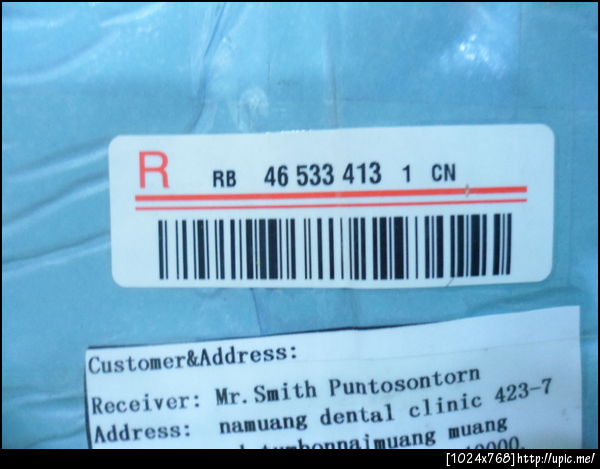 R RB 46 533 413 1 CN
Customer&Address:
Receiver: Mr. Smith Puntosontorn
Address: namuang dental clinic 423-7
muang
[1024x768]http://upic.me/